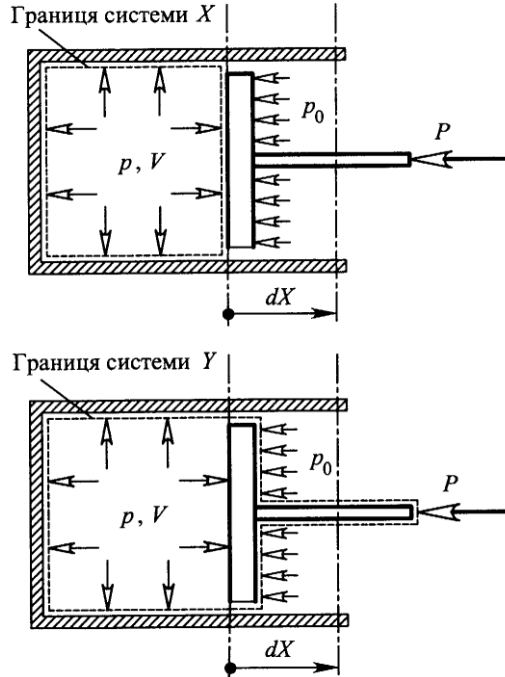 Границя системи X
p₀
P
p , V
dX
Границя системи Y
p₀
P
p , V
dX